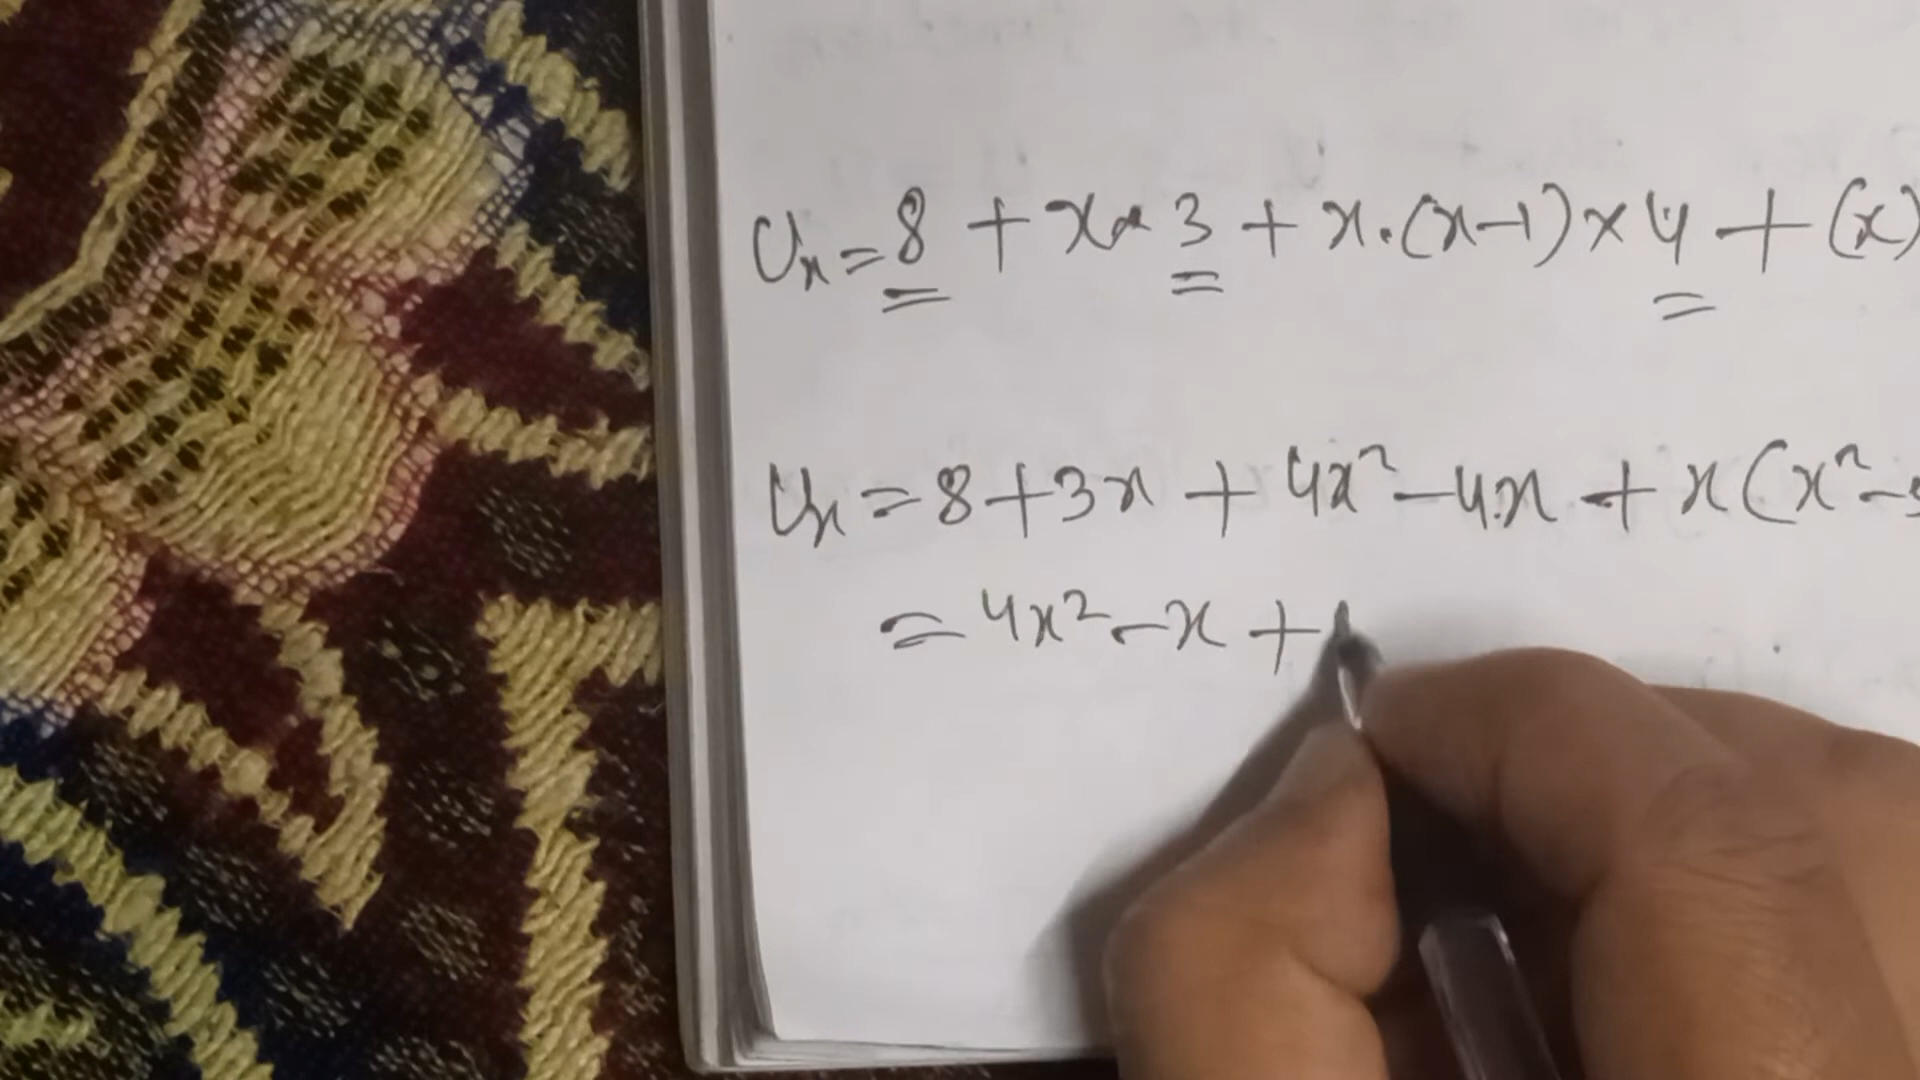 Ux = 8 + x × 3 + x.(x-1) × 4 + (x)
Ux = 8 + 3x + 4x² - 4x + x(x² -
= 4x² - x +